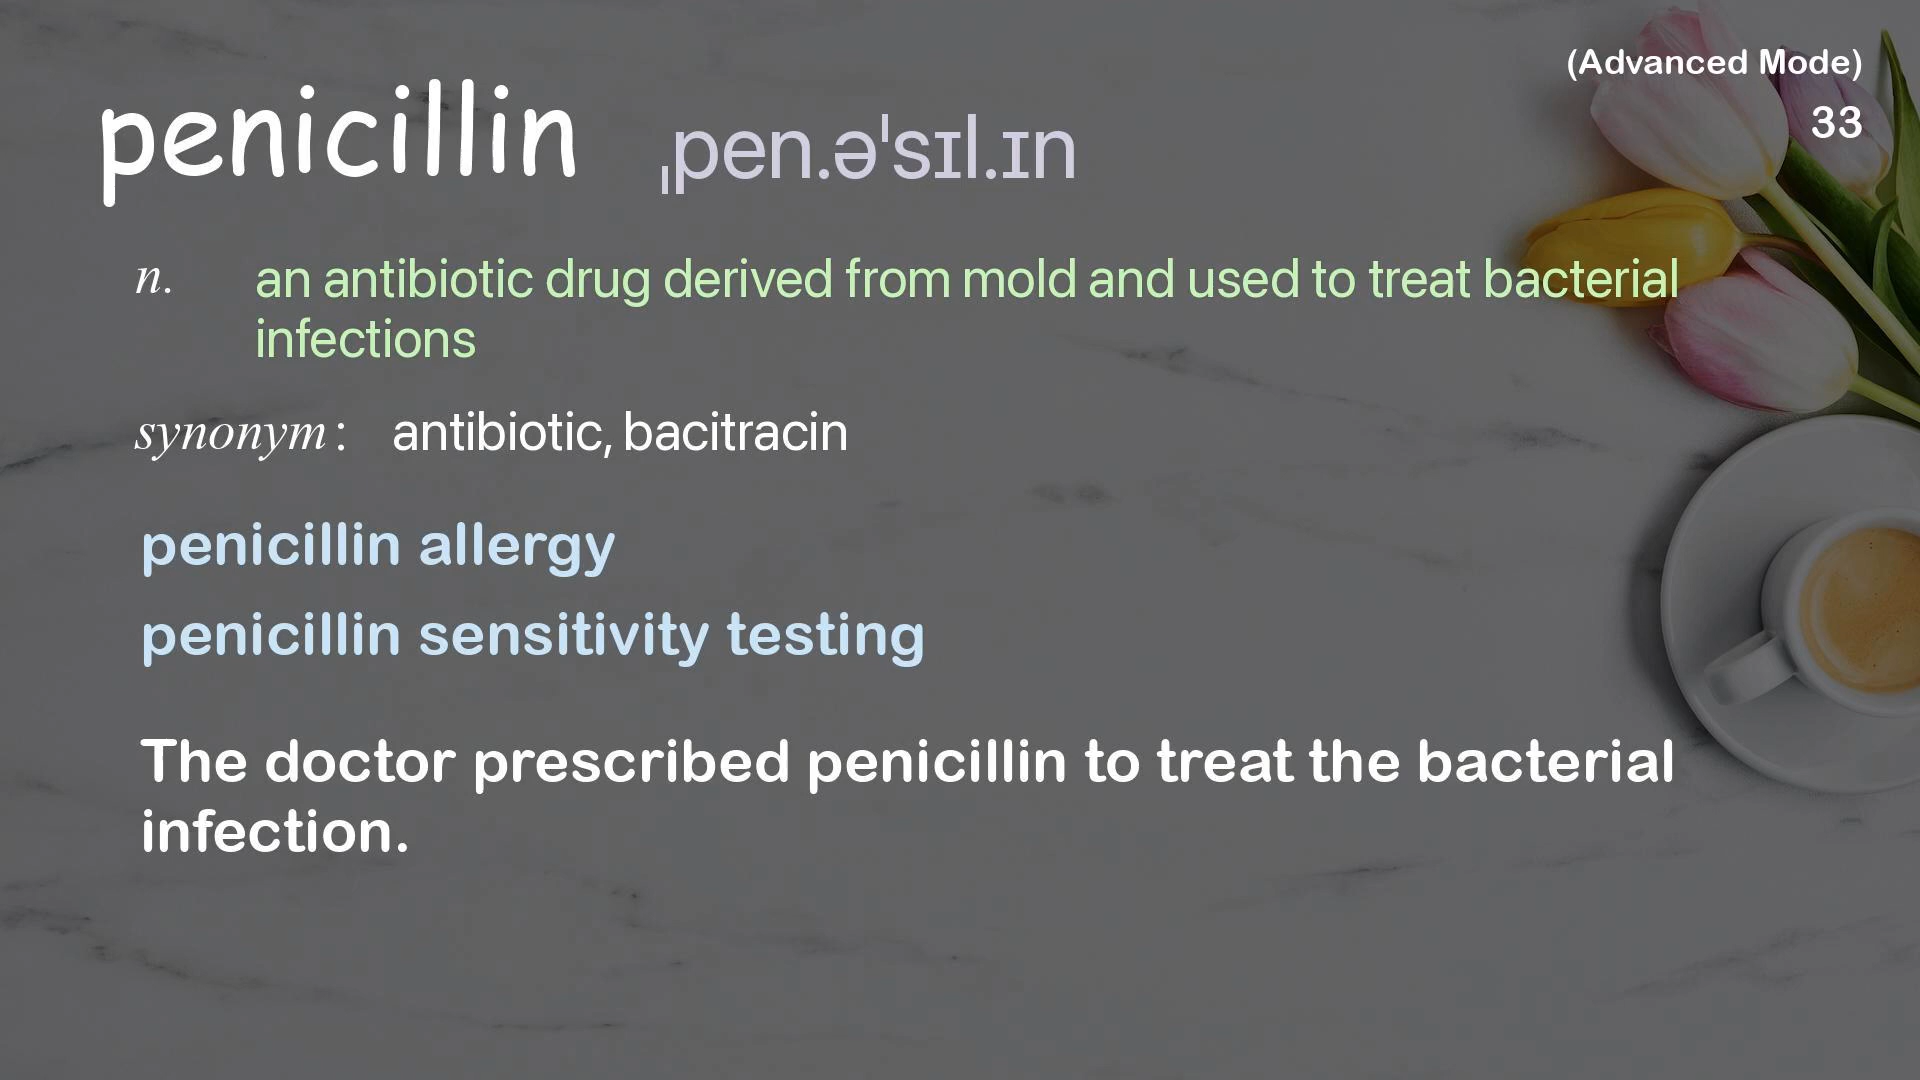 (Advanced Mode)
33
penicillin ˌpen.əˈsɪl.ɪn
n. an antibiotic drug derived from mold and used to treat bacterial
infections
synonym: antibiotic, bacitracin
penicillin allergy
penicillin sensitivity testing
The doctor prescribed penicillin to treat the bacterial
infection.